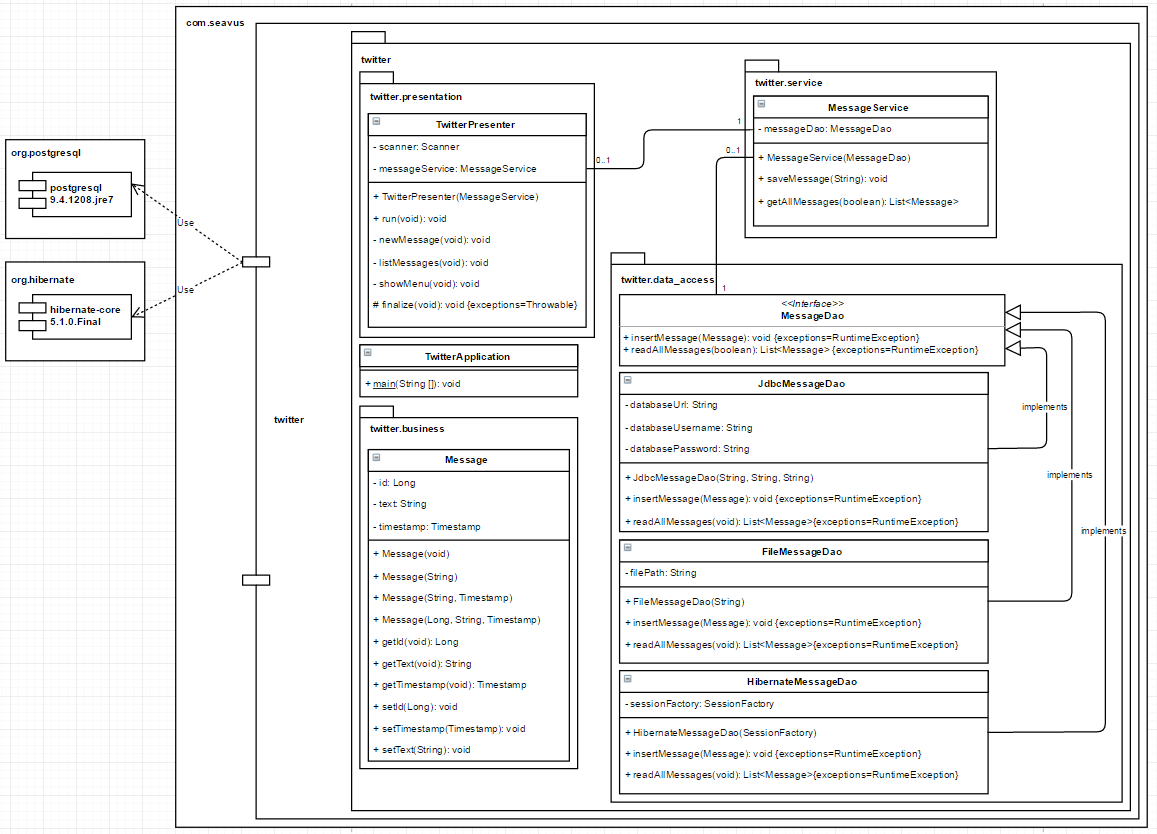 com.seavus
twitter
twitter.presentation
TwitterPresenter
- scanner: Scanner
- messageService: MessageService
+ TwitterPresenter(MessageService)
+ run(void): void
- newMessage(void): void
- listMessages(void): void
- showMenu(void): void
# finalize(void): void {exceptions=Throwable}
0..1
1
twitter.service
MessageService
- messageDao: MessageDao
+ MessageService(MessageDao)
+ saveMessage(String): void
+ getAllMessages(boolean): List<Message>
0..1
1
org.postgresql
postgresql
9.4.1208.jre7
Use
org.hibernate
hibernate-core
5.1.0.Final
Use
twitter
TwitterApplication
+ main(String []): void
twitter.business
Message
- id: Long
- text: String
- timestamp: Timestamp
+ Message(void)
+ Message(String)
+ Message(String, Timestamp)
+ Message(Long, String, Timestamp)
+ getId(void): Long
+ getText(void): String
+ getTimestamp(void): Timestamp
+ setId(Long): void
+ setTimestamp(Timestamp): void
+ setText(String): void
twitter.data_access
<<Interface>>
MessageDao
+ insertMessage(Message): void {exceptions=RuntimeException}
+ readAllMessages(boolean): List<Message> {exceptions=RuntimeException}
JdbcMessageDao
- databaseUrl: String
- databaseUsername: String
- databasePassword: String
+ JdbcMessageDao(String, String, String)
+ insertMessage(Message): void {exceptions=RuntimeException}
+ readAllMessages(void): List<Message>{exceptions=RuntimeException}
implements
FileMessageDao
- filePath: String
+ FileMessageDao(String)
+ insertMessage(Message): void {exceptions=RuntimeException}
+ readAllMessages(void): List<Message>{exceptions=RuntimeException}
implements
HibernateMessageDao
- sessionFactory: SessionFactory
+ HibernateMessageDao(SessionFactory)
+ insertMessage(Message): void {exceptions=RuntimeException}
+ readAllMessages(void): List<Message>{exceptions=RuntimeException}
implements